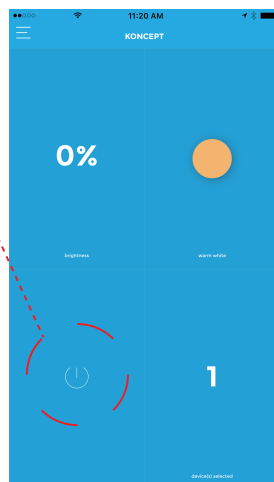 11:20 AM
KONCEPT
0%
brightness
warm white
1
device(s) selected